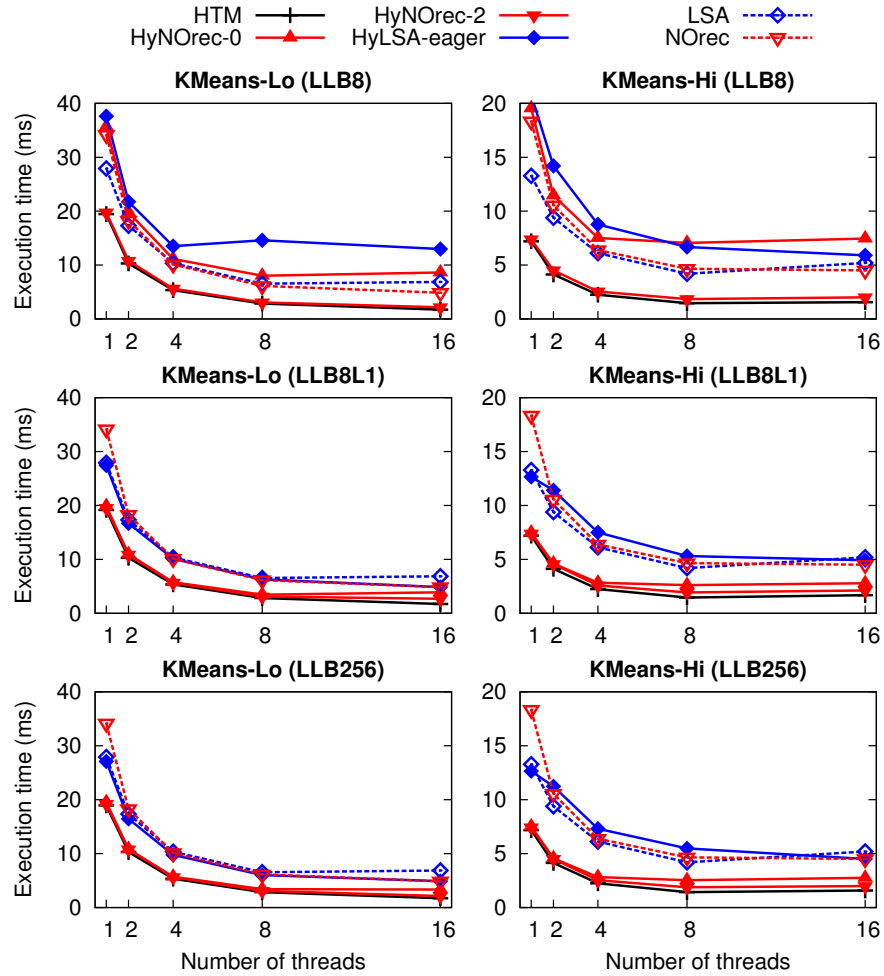 HTM HyNOrec-2 LSA
HyNOrec-0 HyLSA-eager NOrec
KMeans-Lo (LLB8) KMeans-Hi (LLB8)
Execution time (ms)
40 20
30 15
20 10
10 5
0 0
1 2 4 8 16 1 2 4 8 16
KMeans-Lo (LLB8L1) KMeans-Hi (LLB8L1)
Execution time (ms)
40 20
30 15
20 10
10 5
0 0
1 2 4 8 16 1 2 4 8 16
KMeans-Lo (LLB256) KMeans-Hi (LLB256)
Execution time (ms)
40 20
30 15
20 10
10 5
0 0
1 2 4 8 16 1 2 4 8 16
Number of threads Number of threads